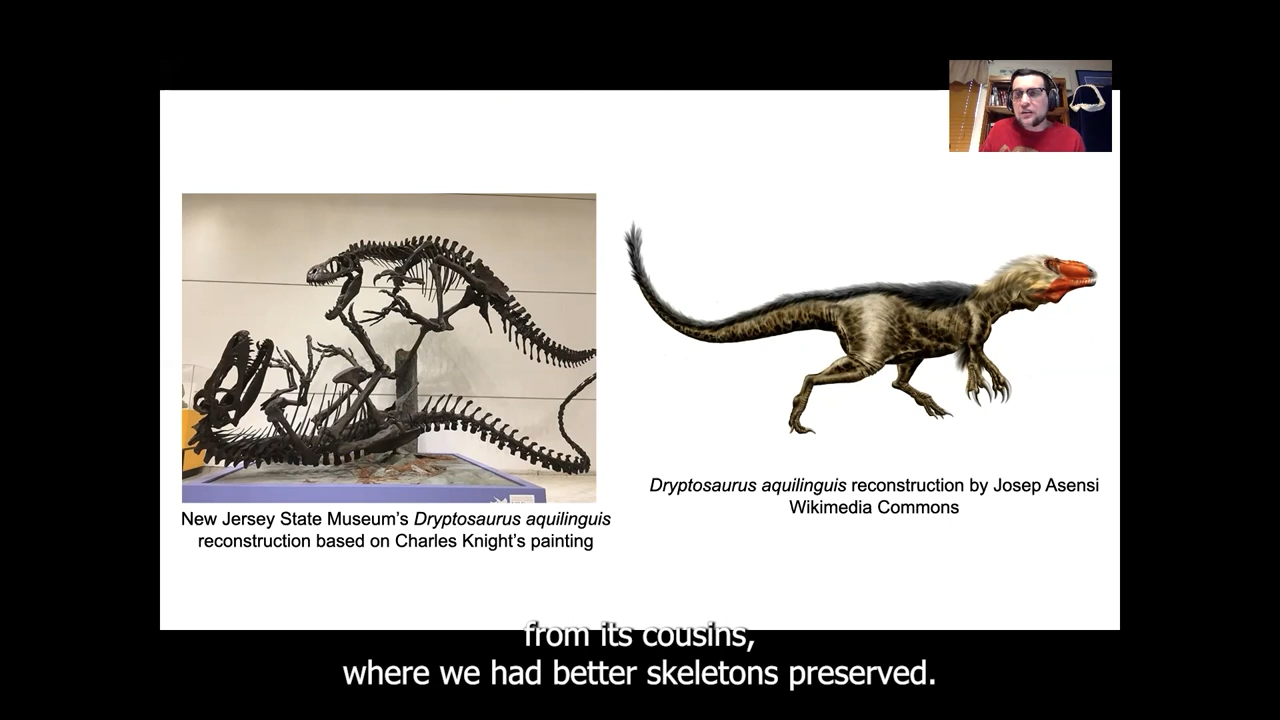 New Jersey State Museum's Dryptosaurus aquilinguis
reconstruction based on Charles Knight's painting
Dryptosaurus aquilinguis reconstruction by Josep Asensi
Wikimedia Commons
from its cousins,
where we had better skeletons preserved.